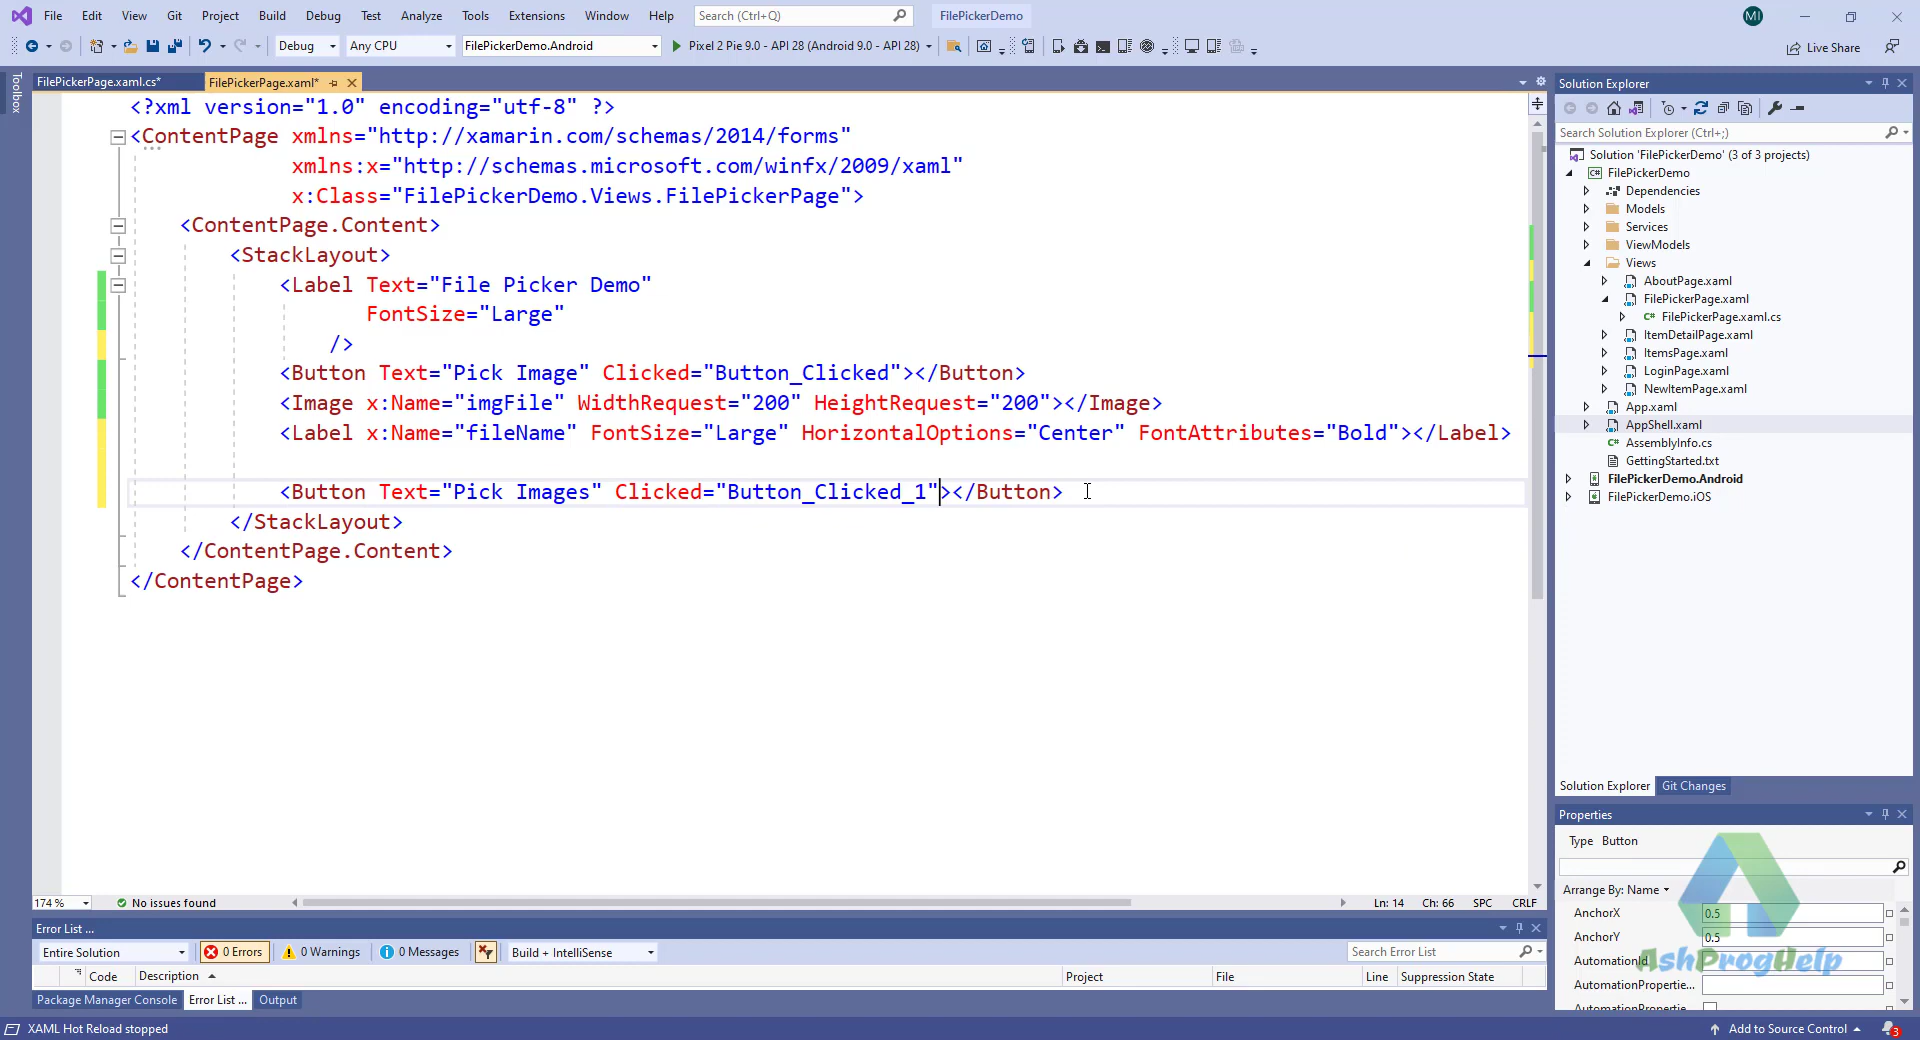 File Edit View Git Project Build Debug Test Analyze Tools Extensions Window Help Search (Ctrl+Q) FilePickerDemo MI
Debug Any CPU FilePickerDemo.Android Pixel 2 Pie 9.0 - API 28 (Android 9.0 - API 28) Live Share
Toolbox
FilePickerPage.xaml.cs* FilePickerPage.xaml*
<?xml version="1.0" encoding="utf-8" ?>
<ContentPage xmlns="http://xamarin.com/schemas/2014/forms"
xmlns:x="http://schemas.microsoft.com/winfx/2009/xaml"
x:Class="FilePickerDemo.Views.FilePickerPage">
<ContentPage.Content>
<StackLayout>
<Label Text="File Picker Demo"
FontSize="Large"
/>
<Button Text="Pick Image" Clicked="Button_Clicked"></Button>
<Image x:Name="imgFile" WidthRequest="200" HeightRequest="200"></Image>
<Label x:Name="fileName" FontSize="Large" HorizontalOptions="Center" FontAttributes="Bold"></Label>
<Button Text="Pick Images" Clicked="Button_Clicked_1"></Button>
</StackLayout>
</ContentPage.Content>
</ContentPage>
174 % No issues found Ln: 14 Ch: 66 SPC CRLF
Error List ...
Entire Solution 0 Errors 0 Warnings 0 Messages Build + IntelliSense Search Error List
Code Description Project File Line Suppression State
Package Manager Console Error List ... Output
XAML Hot Reload stopped Add to Source Control 3
Solution Explorer
Search Solution Explorer (Ctrl+;)
Solution 'FilePickerDemo' (3 of 3 projects)
C# FilePickerDemo
Dependencies
Models
Services
ViewModels
Views
AboutPage.xaml
FilePickerPage.xaml
C# FilePickerPage.xaml.cs
ItemDetailPage.xaml
ItemsPage.xaml
LoginPage.xaml
NewItemPage.xaml
App.xaml
AppShell.xaml
C# AssemblyInfo.cs
GettingStarted.txt
FilePickerDemo.Android
FilePickerDemo.iOS
Solution Explorer Git Changes
Properties
Type Button
Arrange By: Name
AnchorX 0.5
AnchorY 0.5
AutomationId
AutomationPropertie...
AutomationPropertie
AshProgHelp